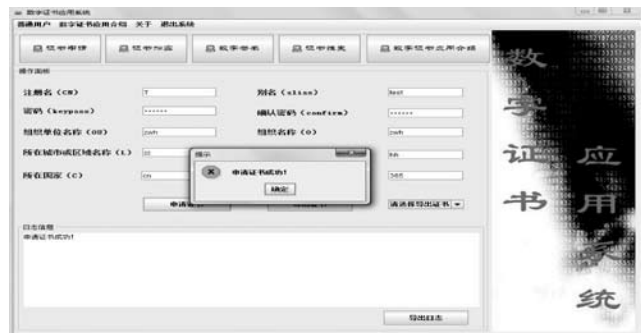 数字证书应用系统
普通用户 数字证书应用介绍 关于 退出系统
证书申请 证书加密 数字签名 证书恢复 数字证书应用介绍
操作面板
注册名（CN） T 别名（alias） test
密码（keypass） ****** 确认密码（confirm） ******
组织单位名称（OU） zwh 组织名称（O） zwh
所在城市或区域名称（L） cc hn
所在国家（C） cn 365
提示
申请证书成功!
确定
请选择导出证书
日志信息
申请证书成功!
导出日志
数字证书
应用系统